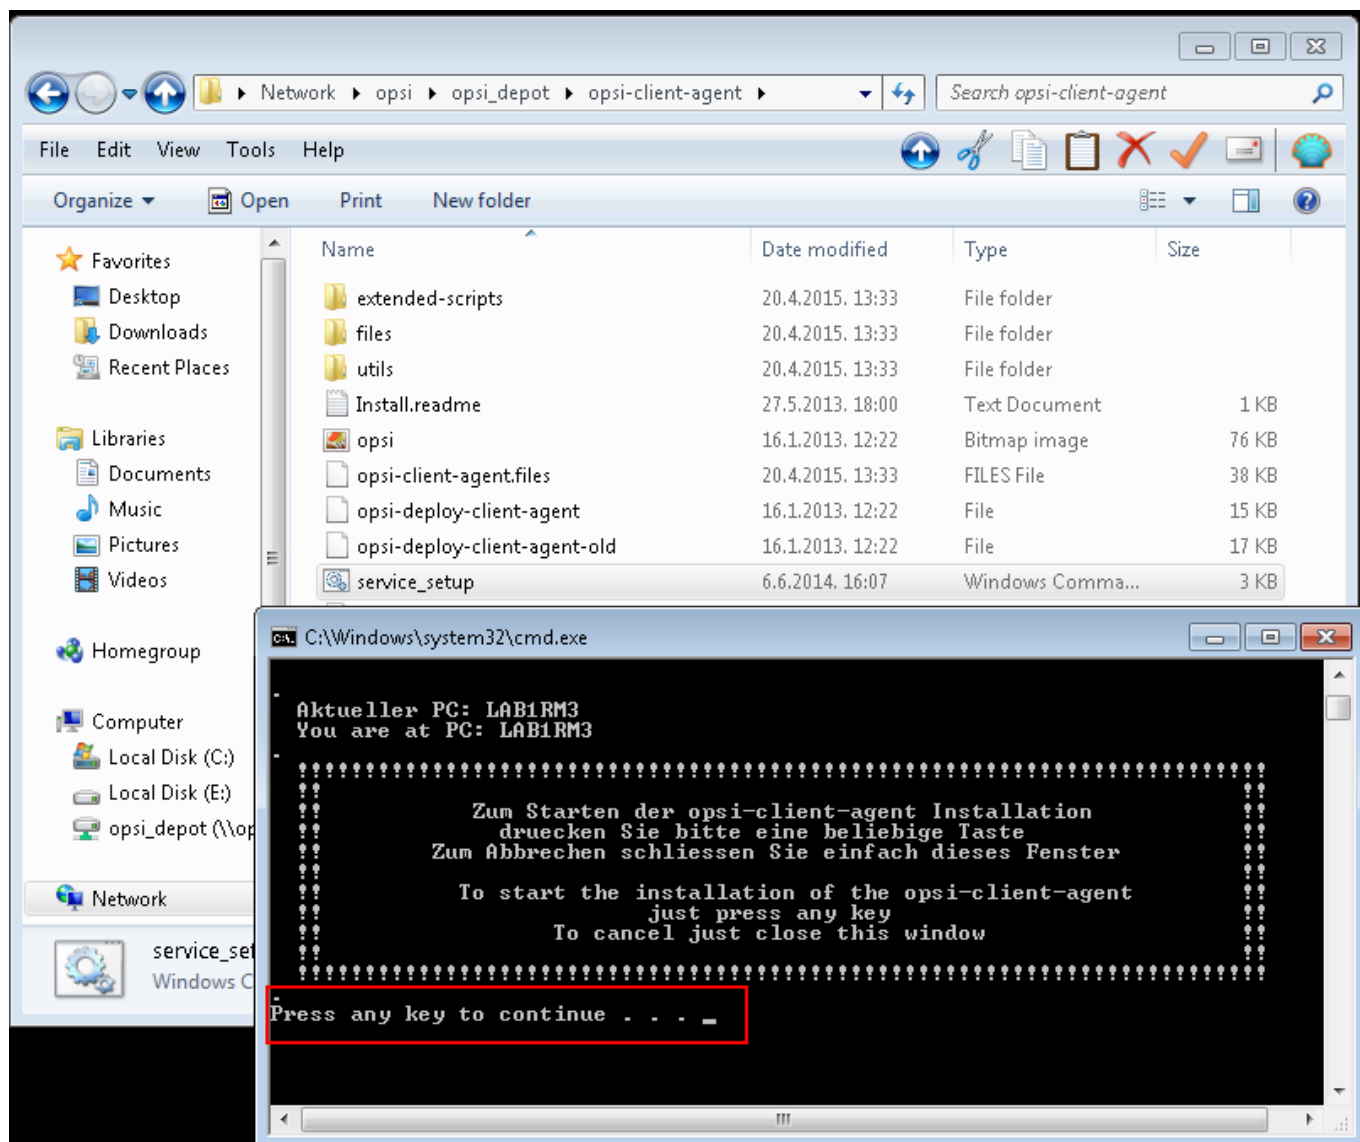 Network opsi opsi_depot opsi-client-agent
Search opsi-client-agent
File Edit View Tools Help
Organize Open Print New folder
Name Date modified Type Size
Favorites
Desktop
Downloads
Recent Places
Libraries
Documents
Music
Pictures
Videos
Homegroup
Computer
Local Disk (C:)
Local Disk (E:)
opsi_depot (\\op
Network
extended-scripts 20.4.2015. 13:33 File folder
files 20.4.2015. 13:33 File folder
utils 20.4.2015. 13:33 File folder
Install.readme 27.5.2013. 18:00 Text Document 1 KB
opsi 16.1.2013. 12:22 Bitmap image 76 KB
opsi-client-agent.files 20.4.2015. 13:33 FILES File 38 KB
opsi-deploy-client-agent 16.1.2013. 12:22 File 15 KB
opsi-deploy-client-agent-old 16.1.2013. 12:22 File 17 KB
service_setup 6.6.2014. 16:07 Windows Comma... 3 KB
service_set
Windows C
C:\Windows\system32\cmd.exe
Aktueller PC: LAB1RM3
You are at PC: LAB1RM3
Zum Starten der opsi-client-agent Installation
druecken Sie bitte eine beliebige Taste
Zum Abbrechen schliessen Sie einfach dieses Fenster
To start the installation of the opsi-client-agent
just press any key
To cancel just close this window
Press any key to continue . . . _